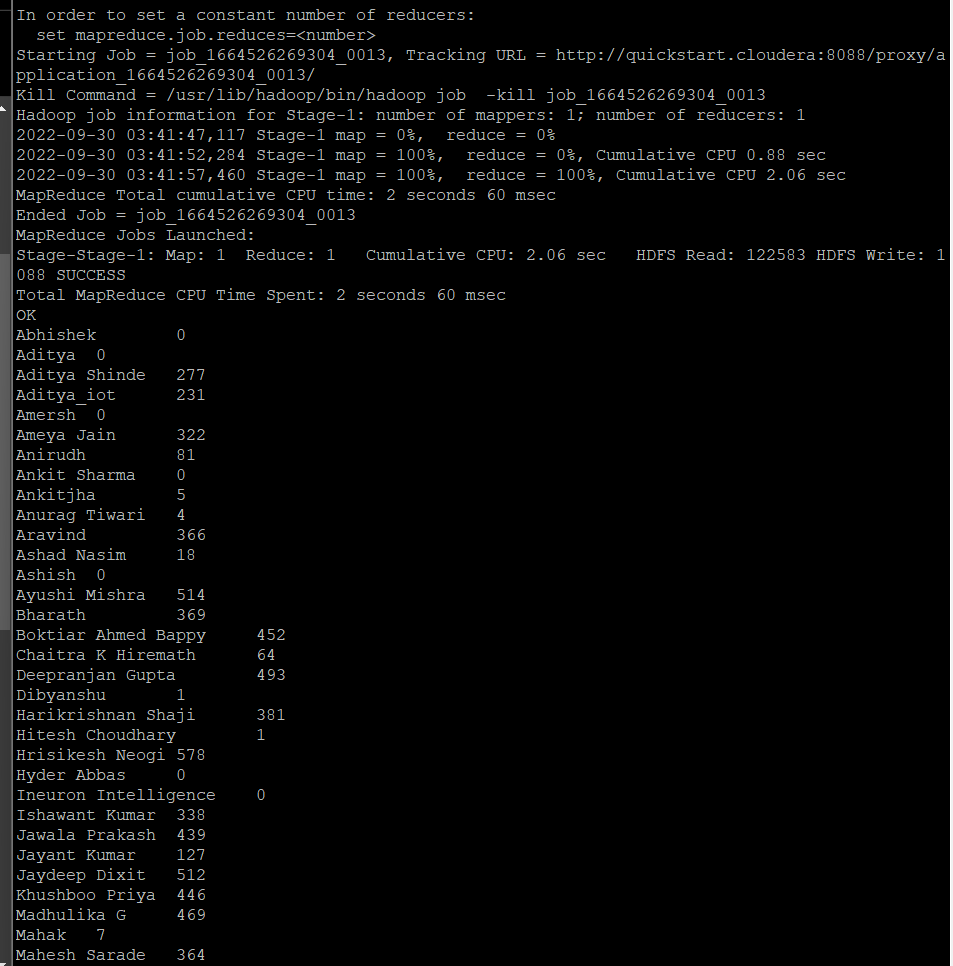 In order to set a constant number of reducers:
  set mapreduce.job.reduces=<number>
Starting Job = job_1664526269304_0013, Tracking URL = http://quickstart.cloudera:8088/proxy/a
pplication_1664526269304_0013/
Kill Command = /usr/lib/hadoop/bin/hadoop job  -kill job_1664526269304_0013
Hadoop job information for Stage-1: number of mappers: 1; number of reducers: 1
2022-09-30 03:41:47,117 Stage-1 map = 0%,  reduce = 0%
2022-09-30 03:41:52,284 Stage-1 map = 100%,  reduce = 0%, Cumulative CPU 0.88 sec
2022-09-30 03:41:57,460 Stage-1 map = 100%,  reduce = 100%, Cumulative CPU 2.06 sec
MapReduce Total cumulative CPU time: 2 seconds 60 msec
Ended Job = job_1664526269304_0013
MapReduce Jobs Launched:
Stage-Stage-1: Map: 1  Reduce: 1   Cumulative CPU: 2.06 sec   HDFS Read: 122583 HDFS Write: 1
088 SUCCESS
Total MapReduce CPU Time Spent: 2 seconds 60 msec
OK
Abhishek        0
Aditya  0
Aditya Shinde   277
Aditya_iot      231
Amersh  0
Ameya Jain      322
Anirudh         81
Ankit Sharma    0
Ankitjha        5
Anurag Tiwari   4
Aravind         366
Ashad Nasim     18
Ashish  0
Ayushi Mishra   514
Bharath         369
Boktiar Ahmed Bappy     452
Chaitra K Hiremath      64
Deepranjan Gupta        493
Dibyanshu       1
Harikrishnan Shaji      381
Hitesh Choudhary        1
Hrisikesh Neogi 578
Hyder Abbas     0
Ineuron Intelligence    0
Ishawant Kumar  338
Jawala Prakash  439
Jayant Kumar    127
Jaydeep Dixit   512
Khushboo Priya  446
Madhulika G     469
Mahak   7
Mahesh Sarade   364